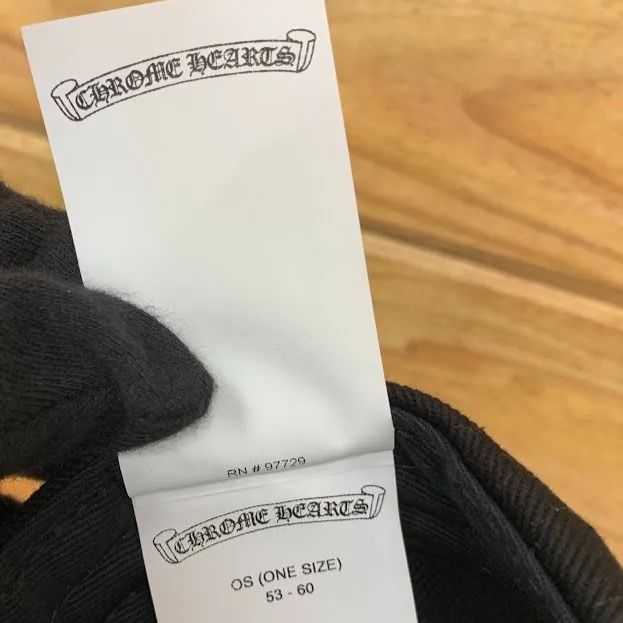 CHROME HEARTS
RN # 97729
CHROME HEARTS
OS (ONE SIZE)
53 - 60